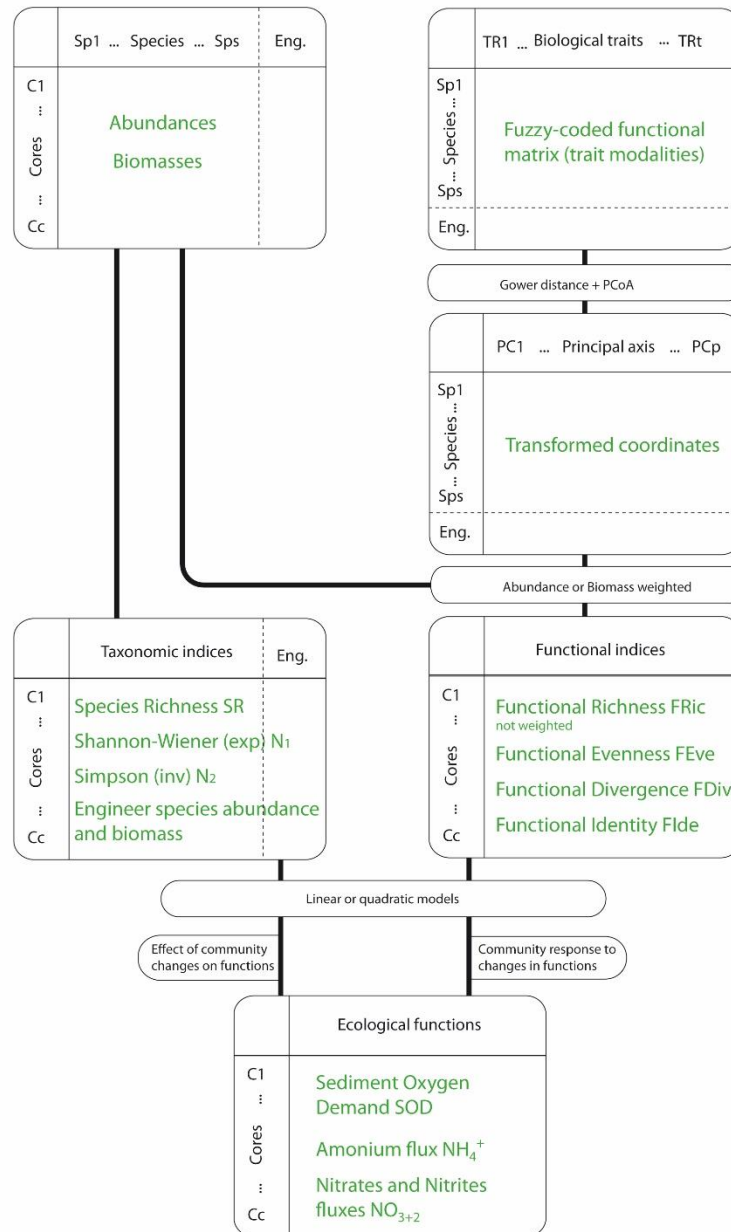 Sp1 ... Species ... Sps Eng.
C1
...
Cores
...
Cc
Abundances
Biomasses
TR1 ... Biological traits ... TRt
Sp1
... Species ...
Sps
Eng.
Fuzzy-coded functional
matrix (trait modalities)
Gower distance + PCoA
PC1 ... Principal axis ... PCp
Sp1
... Species ...
Sps
Eng.
Transformed coordinates
Abundance or Biomass weighted
Taxonomic indices Eng.
C1
...
Cores
...
Cc
Species Richness SR
Shannon-Wiener (exp) N₁
Simpson (inv) N₂
Engineer species abundance
and biomass
Functional indices
C1
...
Cores
...
Cc
Functional Richness FRic
not weighted
Functional Evenness FEve
Functional Divergence FDiv
Functional Identity FIde
Linear or quadratic models
Effect of community
changes on functions
Community response to
changes in functions
Ecological functions
C1
...
Cores
...
Cc
Sediment Oxygen
Demand SOD
Amonium flux NH₄⁺
Nitrates and Nitrites
fluxes NO₃₊₂